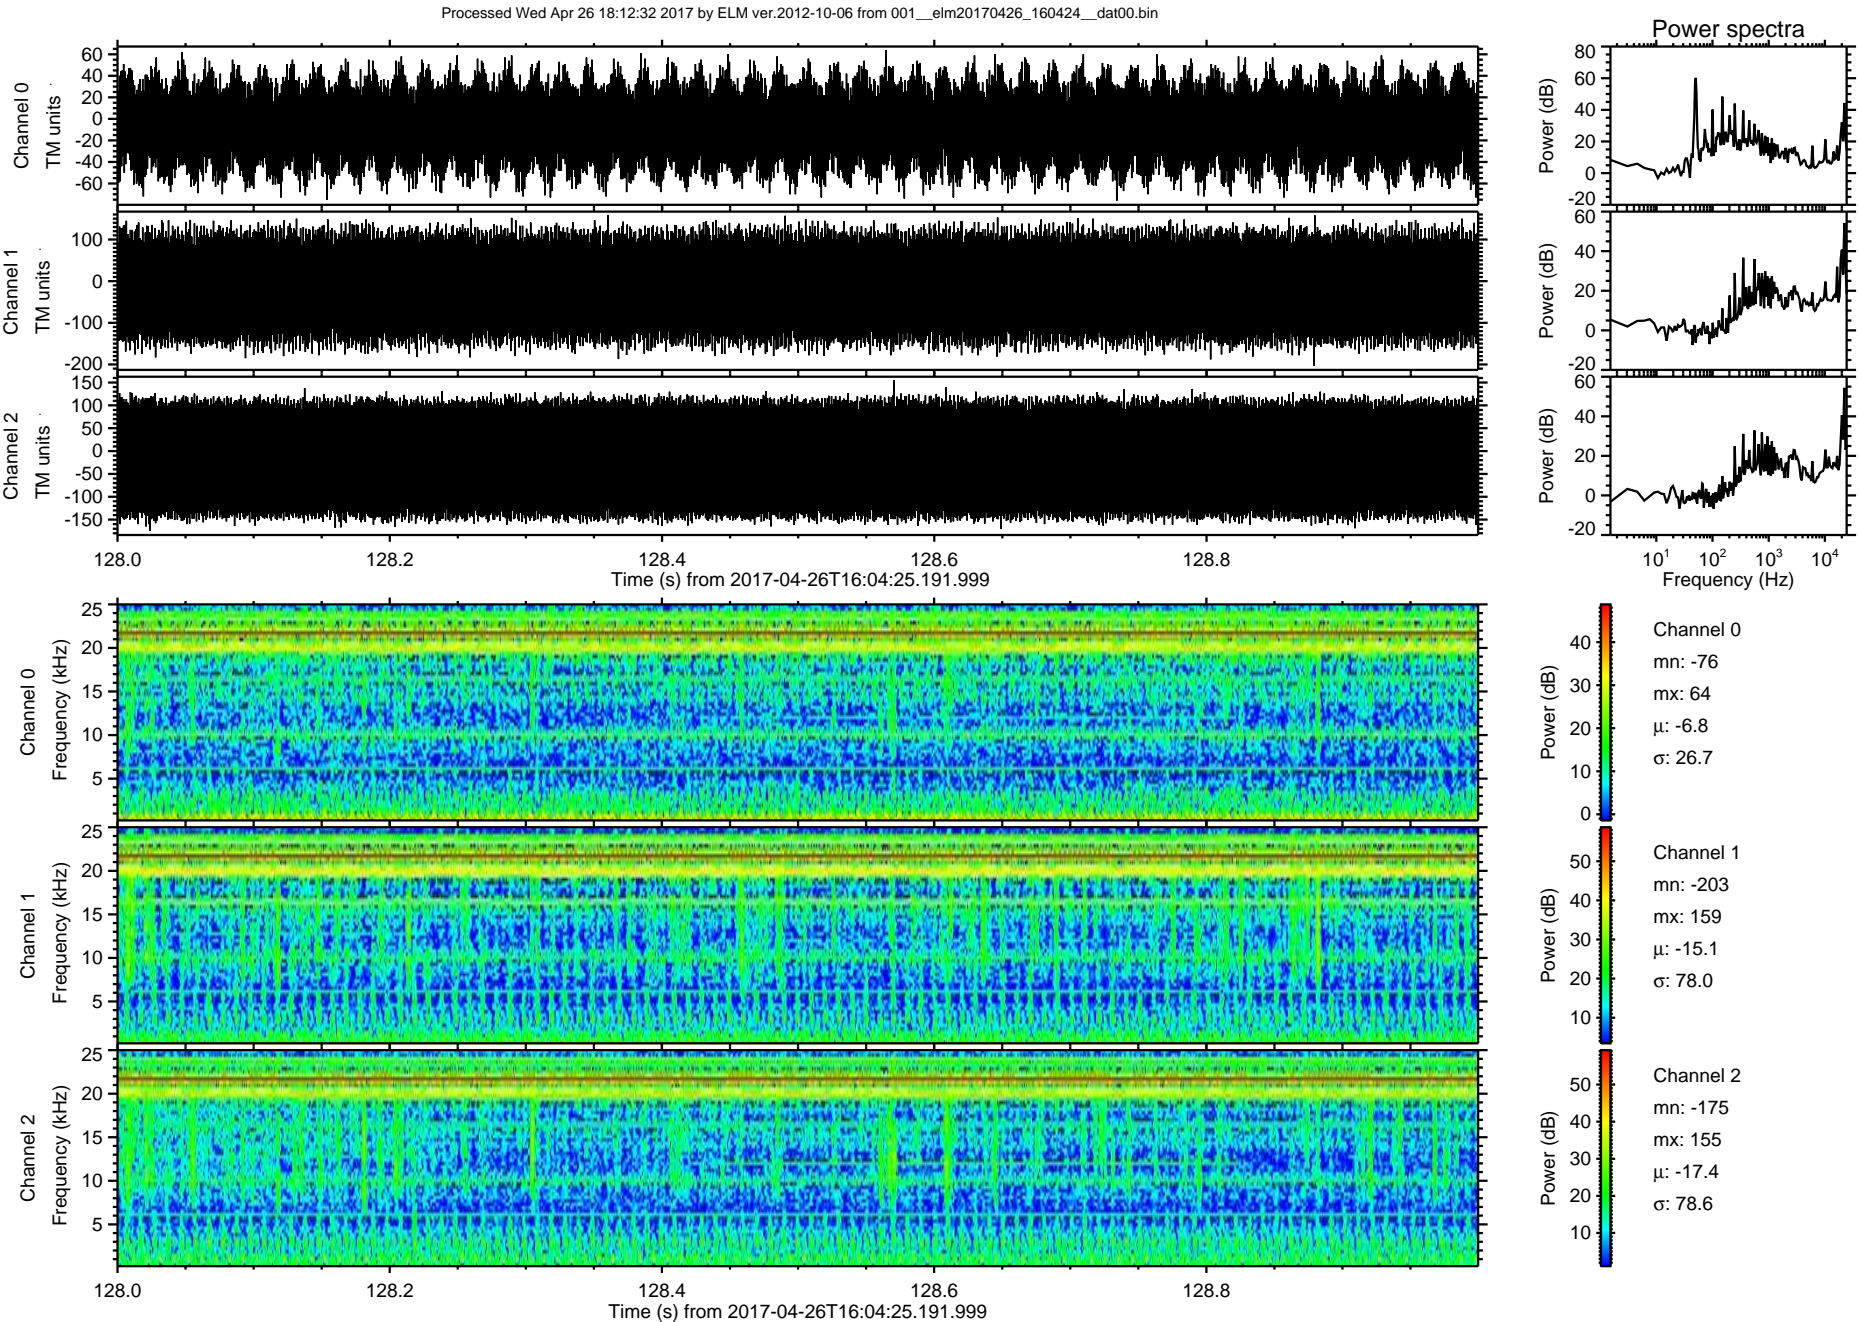 Processed Wed Apr 26 18:12:32 2017 by ELM ver.2012-10-06 from 001__elm20170426_160424__dat00.bin
Power spectra
Channel 0
TM units
60
40
20
0
-20
-40
-60
Power (dB)
80
60
40
20
0
-20
Channel 1
TM units
100
0
-100
-200
Power (dB)
60
40
20
0
-20
Channel 2
TM units
150
100
50
0
-50
-100
-150
Power (dB)
60
40
20
0
-20
128.0 128.2 128.4 128.6 128.8
Time (s) from 2017-04-26T16:04:25.191.999
10¹ 10² 10³ 10⁴
Frequency (Hz)
Channel 0
Frequency (kHz)
25
20
15
10
5
Power (dB)
40
30
20
10
0
Channel 0
mn: -76
mx: 64
μ: -6.8
σ: 26.7
Channel 1
Frequency (kHz)
25
20
15
10
5
Power (dB)
50
40
30
20
10
Channel 1
mn: -203
mx: 159
μ: -15.1
σ: 78.0
Channel 2
Frequency (kHz)
25
20
15
10
5
Power (dB)
50
40
30
20
10
Channel 2
mn: -175
mx: 155
μ: -17.4
σ: 78.6
128.0 128.2 128.4 128.6 128.8
Time (s) from 2017-04-26T16:04:25.191.999